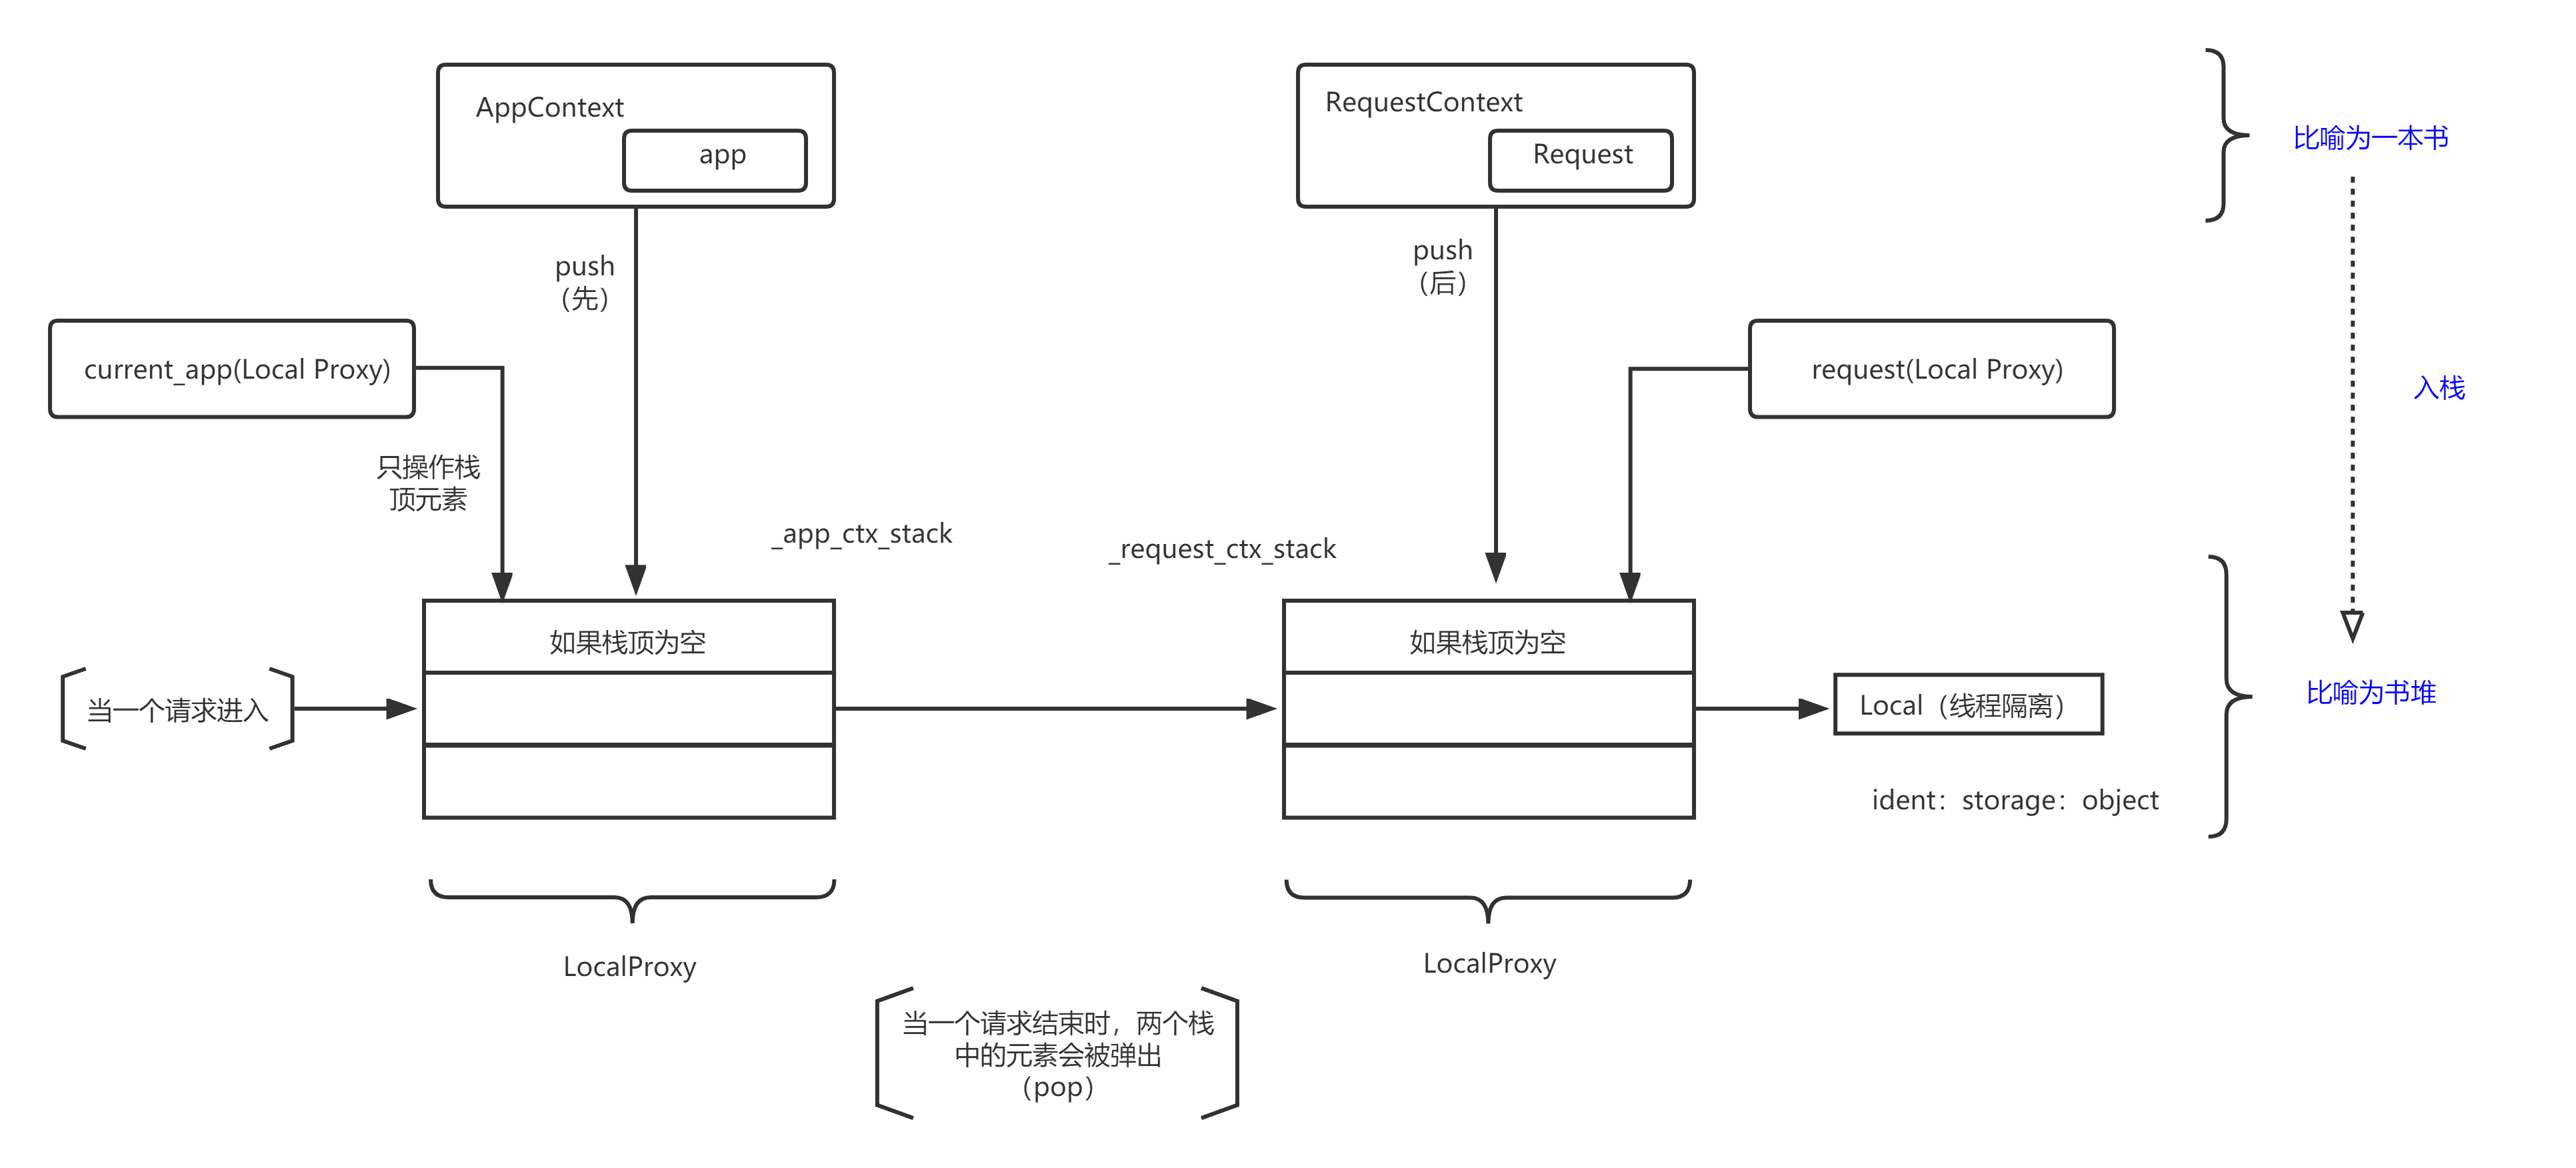 AppContext
app
RequestContext
Request
比喻为一本书
push
（先）
push
（后）
current_app(Local Proxy)
request(Local Proxy)
入栈
只操作栈
顶元素
_app_ctx_stack
_request_ctx_stack
如果栈顶为空
如果栈顶为空
当一个请求进入
Local（线程隔离）
比喻为书堆
ident：storage：object
LocalProxy
LocalProxy
当一个请求结束时，两个栈
中的元素会被弹出
（pop）